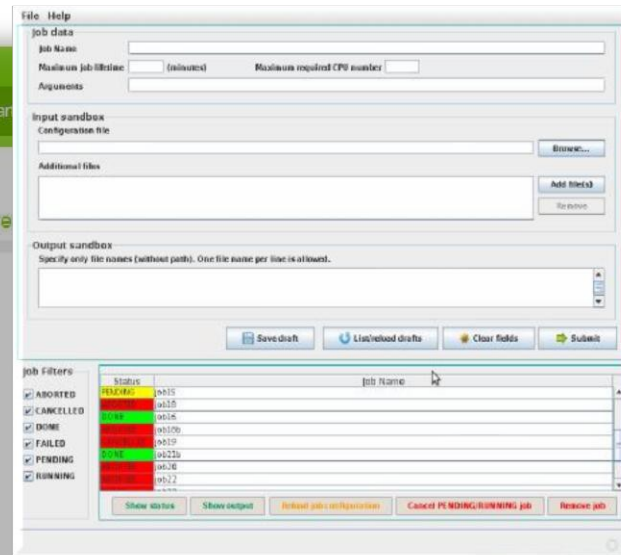 File Help
Job data
Job Name
Maximum job lifetime (minutes) Maximum required CPU number
Arguments
Input sandbox
Configuration file
Browse...
Additional files
Add file(s)
Remove
Output sandbox
Specify only file names (without path). One file name per line is allowed.
Save draft List/reload drafts Clear fields Submit
Job Filters
ABORTED
CANCELLED
DONE
FAILED
PENDING
RUNNING
Status Job Name
PENDING job15
job18
DONE job16
job18b
job19
DONE job21b
job20
job22
Show status Show output Reload job configuration Cancel PENDING/RUNNING job Remove job